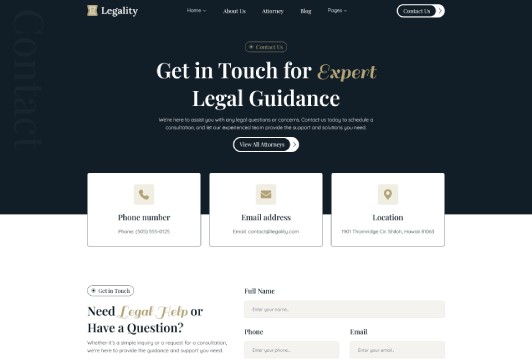 Legality
Home
About Us
Attorney
Blog
Pages
Contact Us
Contact
Contact Us
Get in Touch for Expert
Legal Guidance
We're here to assist you with any legal questions or concerns. Contact us today to schedule a
consultation, and let our experienced team provide the support and solutions you need.
View All Attorneys
Phone number
Phone: (505) 555-0125
Email address
Email: contact@legality.com
Location
1901 Thornridge Cir. Shiloh, Hawaii 81063
Get in Touch
Need Legal Help or
Have a Question?
Whether it's a simple inquiry or a request for a consultation,
we're here to provide the guidance and support you need.
Full Name
Enter your name...
Phone
Enter your phone...
Email
Enter your email...